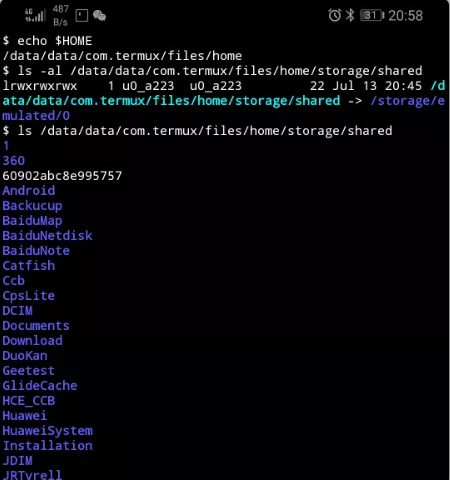 4G 487 B/s 31 20:58
$ echo $HOME
/data/data/com.termux/files/home
$ ls -al /data/data/com.termux/files/home/storage/shared
lrwxrwxrwx 1 u0_a223 u0_a223 22 Jul 13 20:45 /d
ata/data/com.termux/files/home/storage/shared -> /storage/e
mulated/0
$ ls /data/data/com.termux/files/home/storage/shared
1
360
60902abc8e995757
Android
Backucup
BaiduMap
BaiduNetdisk
BaiduNote
Catfish
Ccb
CpsLite
DCIM
Documents
Download
DuoKan
Geetest
GlideCache
HCE_CCB
Huawei
HuaweiSystem
Installation
JDIM
JRTyrell